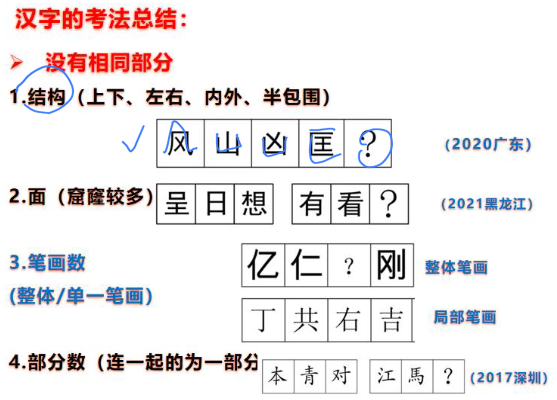 汉字的考法总结：
➢ 没有相同部分
1.结构（上下、左右、内外、半包围）
风 山 凶 匡 ？
（2020广东）
2.面（窟窿较多）
呈 日 想 有 看 ？
（2021黑龙江）
3.笔画数
(整体/单一笔画)
亿 仁 ？ 刚
整体笔画
丁 共 右 吉
局部笔画
4.部分数（连一起的为一部分
本 青 对 江 馬 ？
（2017深圳）